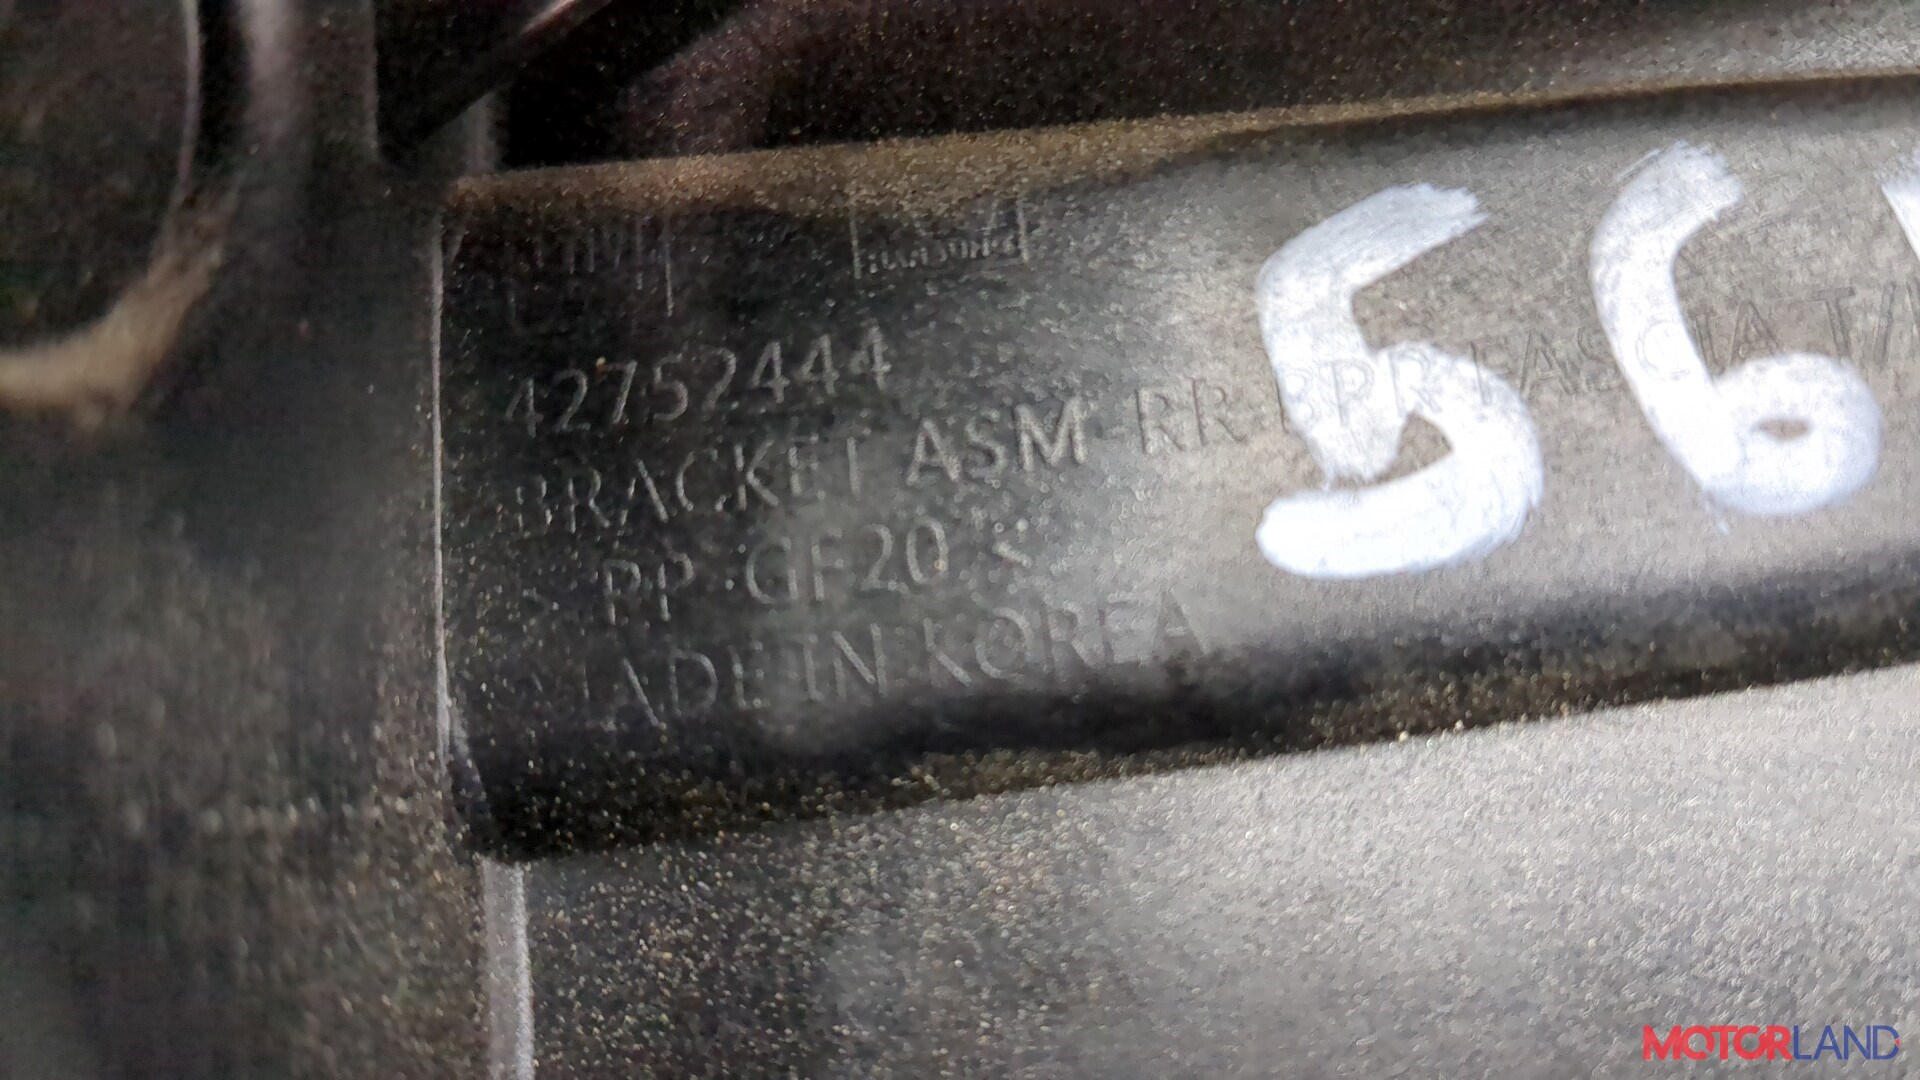 42752444
BRACKET ASM-RR BPR FASCIA T/
PP-GF20
MADE IN KOREA
56
MOTORLAND